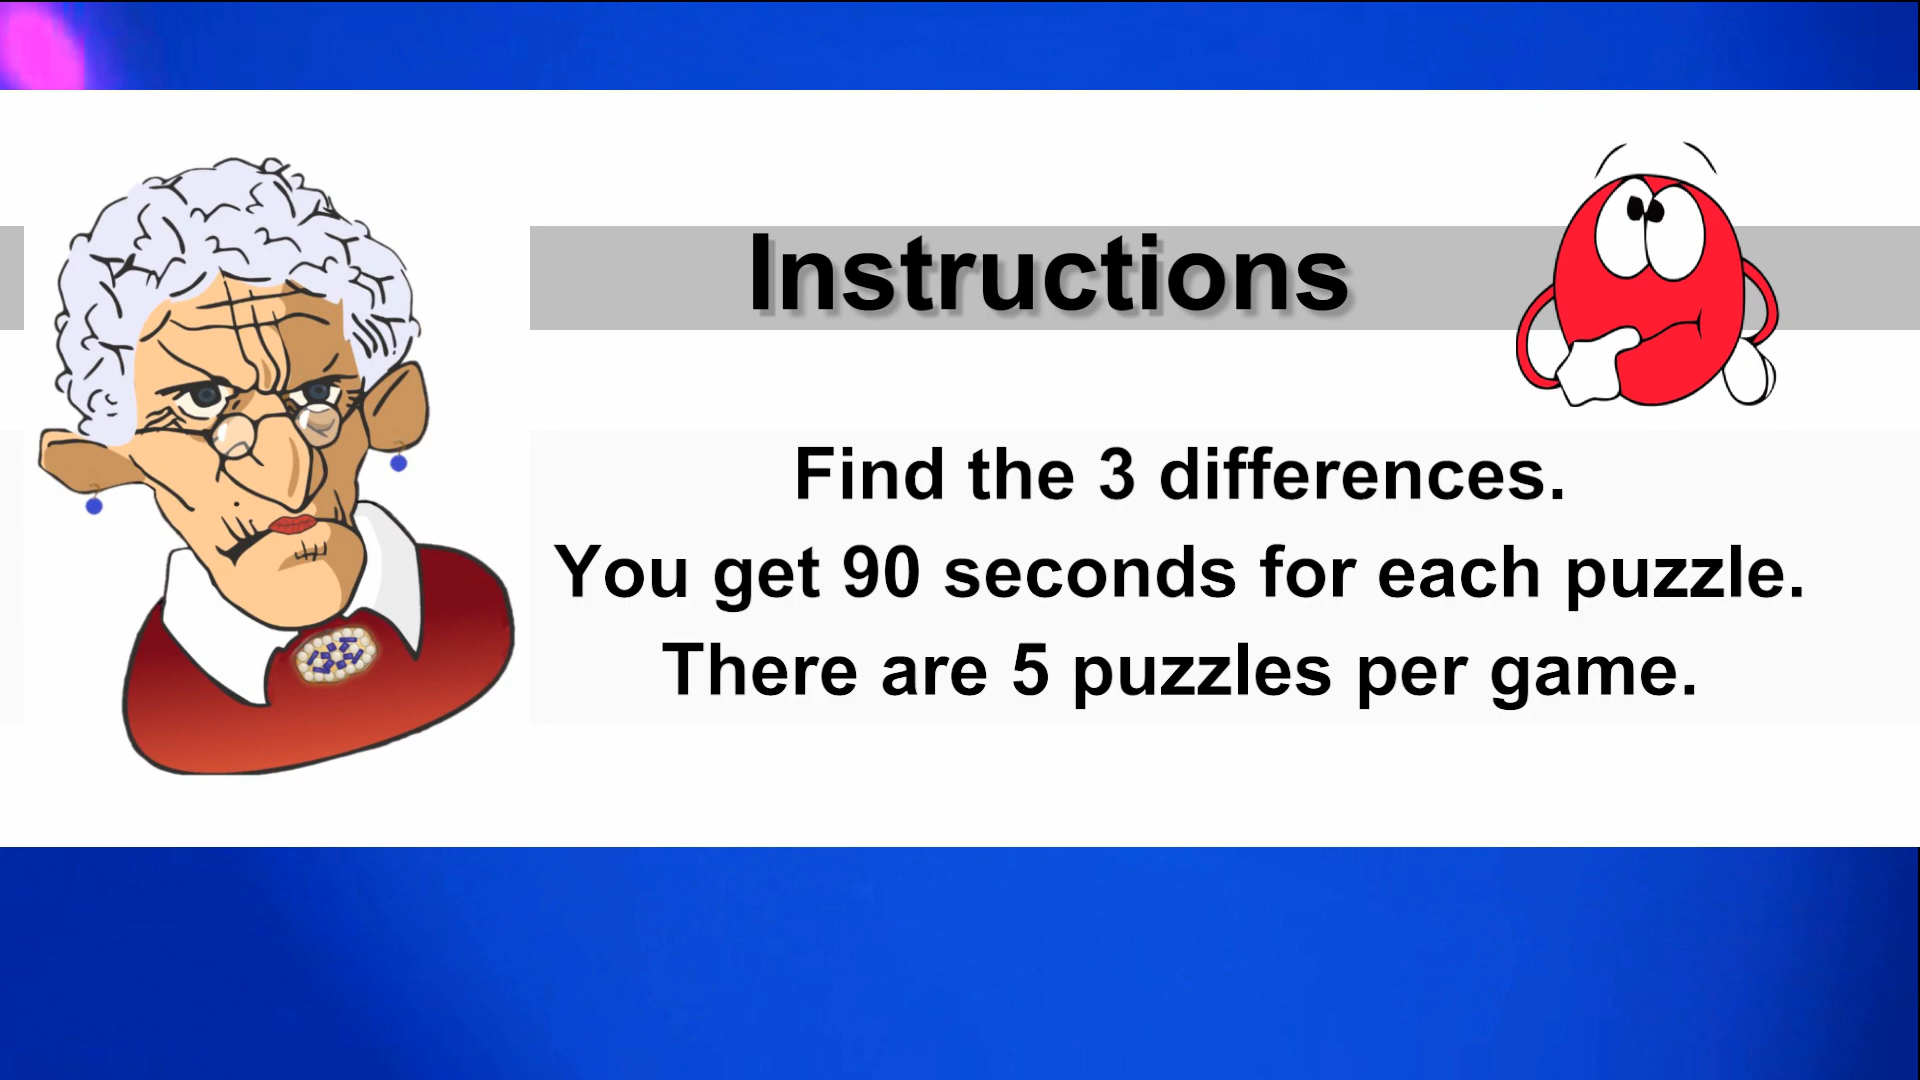 Instructions
Find the 3 differences.
You get 90 seconds for each puzzle.
There are 5 puzzles per game.